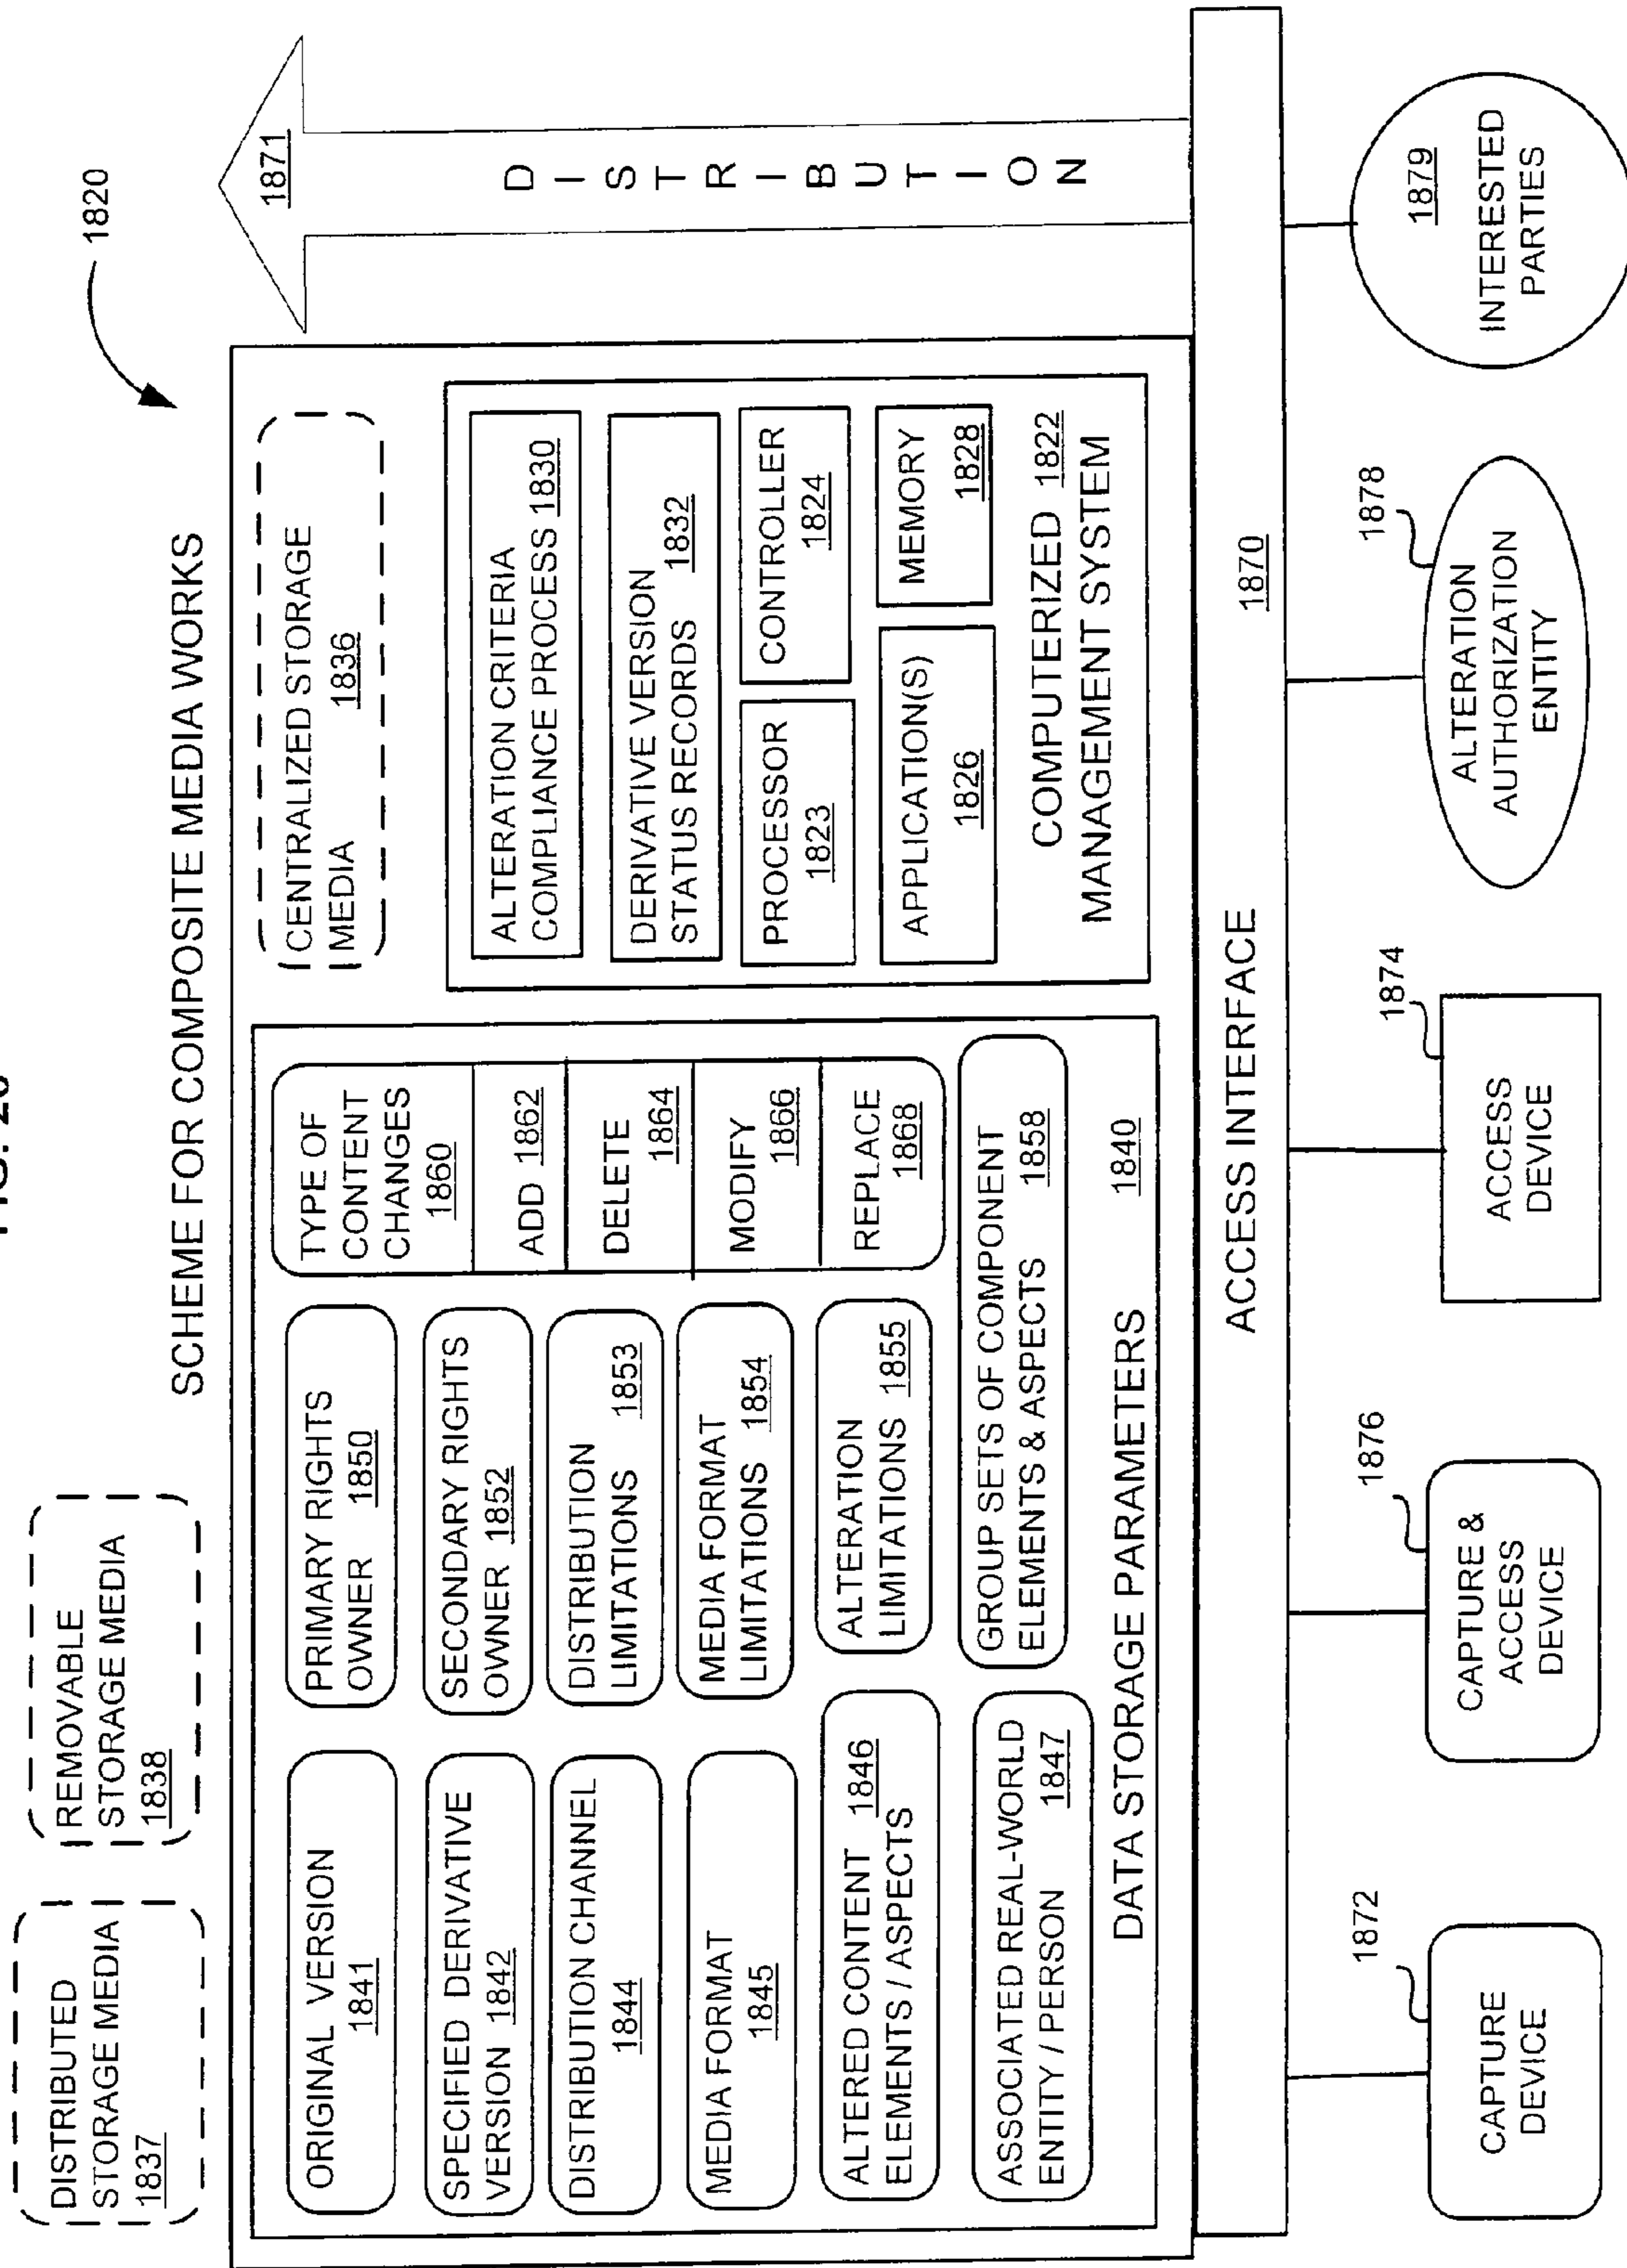 FIG.
SCHEME FOR COMPOSITE MEDIA WORKS
1820
DISTRIBUTED
STORAGE MEDIA
1837
REMOVABLE
STORAGE MEDIA
1838
CENTRALIZED STORAGE
MEDIA 1836
ORIGINAL VERSION
1841
SPECIFIED DERIVATIVE
VERSION 1842
DISTRIBUTION CHANNEL
1844
MEDIA FORMAT
1845
ALTERED CONTENT 1846
ELEMENTS / ASPECTS
ASSOCIATED REAL-WORLD
ENTITY / PERSON 1847
PRIMARY RIGHTS
OWNER 1850
SECONDARY RIGHTS
OWNER 1852
DISTRIBUTION
LIMITATIONS 1853
MEDIA FORMAT
LIMITATIONS 1854
ALTERATION
LIMITATIONS 1855
GROUP SETS OF COMPONENT
ELEMENTS & ASPECTS 1858
TYPE OF
CONTENT
CHANGES
1860
ADD 1862
DELETE
1864
MODIFY
1866
REPLACE
1868
DATA STORAGE PARAMETERS 1840
ALTERATION CRITERIA
COMPLIANCE PROCESS 1830
DERIVATIVE VERSION
STATUS RECORDS 1832
PROCESSOR
1823
CONTROLLER
1824
APPLICATION(S)
1826
MEMORY
1828
COMPUTERIZED 1822
MANAGEMENT SYSTEM
1871
DISTRIBUTION
ACCESS INTERFACE 1870
1872
CAPTURE
DEVICE
1876
CAPTURE &
ACCESS
DEVICE
1874
ACCESS
DEVICE
1878
ALTERATION
AUTHORIZATION
ENTITY
1879
INTERESTED
PARTIES